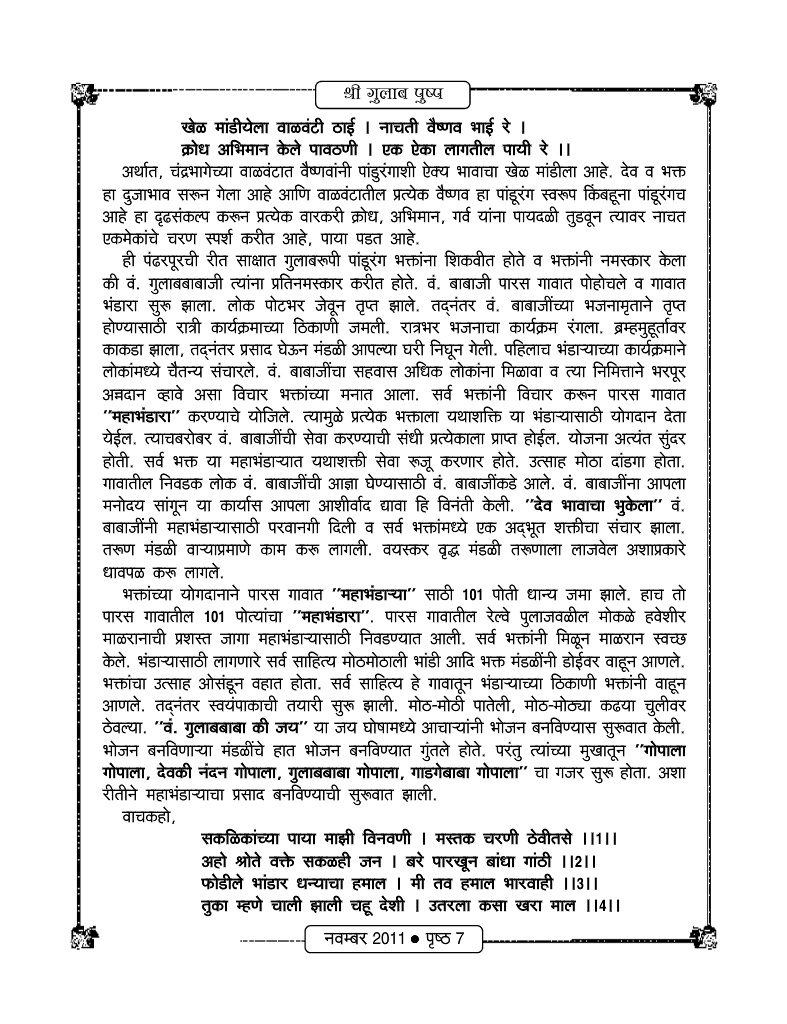 श्री गुलाब पुष्प
खेळ मांडीयेला वाळवंटी ठाई । नाचती वैष्णव भाई रे ।
क्रोध अभिमान केले पावठणी । एक ऐका लागतील पायी रे ।।
अर्थात, चंद्रभागेच्या वाळवंटात वैष्णवांनी पांडुरंगाशी ऐक्य भावाचा खेळ मांडीला आहे. देव व भक्त
हा दुजाभाव सरून गेला आहे आणि वाळवंटातील प्रत्येक वैष्णव हा पांडूरंग स्वरूप किंबहूना पांडूरंगच
आहे हा दृढसंकल्प करून प्रत्येक वारकरी क्रोध, अभिमान, गर्व यांना पायदळी तुडवून त्यावर नाचत
एकमेकांचे चरण स्पर्श करीत आहे, पाया पडत आहे.
ही पंढरपूरची रीत साक्षात गुलाबरूपी पांडूरंग भक्तांना शिकवीत होते व भक्तांनी नमस्कार केला
की वं. गुलाबबाबाजी त्यांना प्रतिनमस्कार करीत होते. वं. बाबाजी पारस गावात पोहोचले व गावात
भंडारा सुरू झाला. लोक पोटभर जेवून तृप्त झाले. तद्नंतर वं. बाबाजींच्या भजनामृताने तृप्त
होण्यासाठी रात्री कार्यक्रमाच्या ठिकाणी जमली. रात्रभर भजनाचा कार्यक्रम रंगला. ब्रम्हमुहूर्तावर
काकडा झाला, तद्नंतर प्रसाद घेऊन मंडळी आपल्या घरी निघून गेली. पहिलाच भंडाऱ्याच्या कार्यक्रमाने
लोकांमध्ये चैतन्य संचारले. वं. बाबाजींचा सहवास अधिक लोकांना मिळावा व त्या निमित्ताने भरपूर
अन्नदान व्हावे असा विचार भक्तांच्या मनात आला. सर्व भक्तांनी विचार करून पारस गावात
"महाभंडारा" करण्याचे योजिले. त्यामुळे प्रत्येक भक्ताला यथाशक्ति या भंडाऱ्यासाठी योगदान देता
येईल. त्याचबरोबर वं. बाबाजींची सेवा करण्याची संधी प्रत्येकाला प्राप्त होईल. योजना अत्यंत सुंदर
होती. सर्व भक्त या महाभंडाऱ्यात यथाशक्ती सेवा रूजू करणार होते. उत्साह मोठा दांडगा होता.
गावातील निवडक लोक वं. बाबाजींची आज्ञा घेण्यासाठी वं. बाबाजींकडे आले. वं. बाबाजींना आपला
मनोदय सांगून या कार्यास आपला आशीर्वाद द्यावा हि विनंती केली. "देव भावाचा भुकेला" वं.
बाबाजींनी महाभंडाऱ्यासाठी परवानगी दिली व सर्व भक्तांमध्ये एक अद्भूत शक्तीचा संचार झाला.
तरूण मंडळी वाऱ्याप्रमाणे काम करू लागली. वयस्कर वृद्ध मंडळी तरूणाला लाजवेल अशाप्रकारे
धावपळ करू लागले.
भक्तांच्या योगदानाने पारस गावात "महाभंडाऱ्या" साठी 101 पोती धान्य जमा झाले. हाच तो
पारस गावातील 101 पोत्यांचा "महाभंडारा". पारस गावातील रेल्वे पुलाजवळील मोकळे हवेशीर
माळरानाची प्रशस्त जागा महाभंडाऱ्यासाठी निवडण्यात आली. सर्व भक्तांनी मिळून माळरान स्वच्छ
केले. भंडाऱ्यासाठी लागणारे सर्व साहित्य मोठमोठाली भांडी आदि भक्त मंडळींनी डोईवर वाहून आणले.
भक्तांचा उत्साह ओसंडून वहात होता. सर्व साहित्य हे गावातून भंडाऱ्याच्या ठिकाणी भक्तांनी वाहून
आणले. तद्नंतर स्वयंपाकाची तयारी सुरू झाली. मोठ-मोठी पातेली, मोठ-मोठ्या कढया चुलीवर
ठेवल्या. "वं. गुलाबबाबा की जय" या जय घोषामध्ये आचाऱ्यांनी भोजन बनविण्यास सुरूवात केली.
भोजन बनविणाऱ्या मंडळींचे हात भोजन बनविण्यात गुंतले होते. परंतु त्यांच्या मुखातून "गोपाला
गोपाला, देवकी नंदन गोपाला, गुलाबबाबा गोपाला, गाडगेबाबा गोपाला" चा गजर सुरू होता. अशा
रीतीने महाभंडाऱ्याचा प्रसाद बनविण्याची सुरूवात झाली.
वाचकहो,
सकळिकांच्या पाया माझी विनवणी । मस्तक चरणी ठेवीतसे ।।1।।
अहो श्रोते वक्ते सकळही जन । बरे पारखून बांधा गांठी ।।2।।
फोडीले भांडार धन्याचा हमाल । मी तव हमाल भारवाही ।।3।।
तुका म्हणे चाली झाली चहू देशी । उतरला कसा खरा माल ।।4।।
नवम्बर 2011 ● पृष्ठ 7